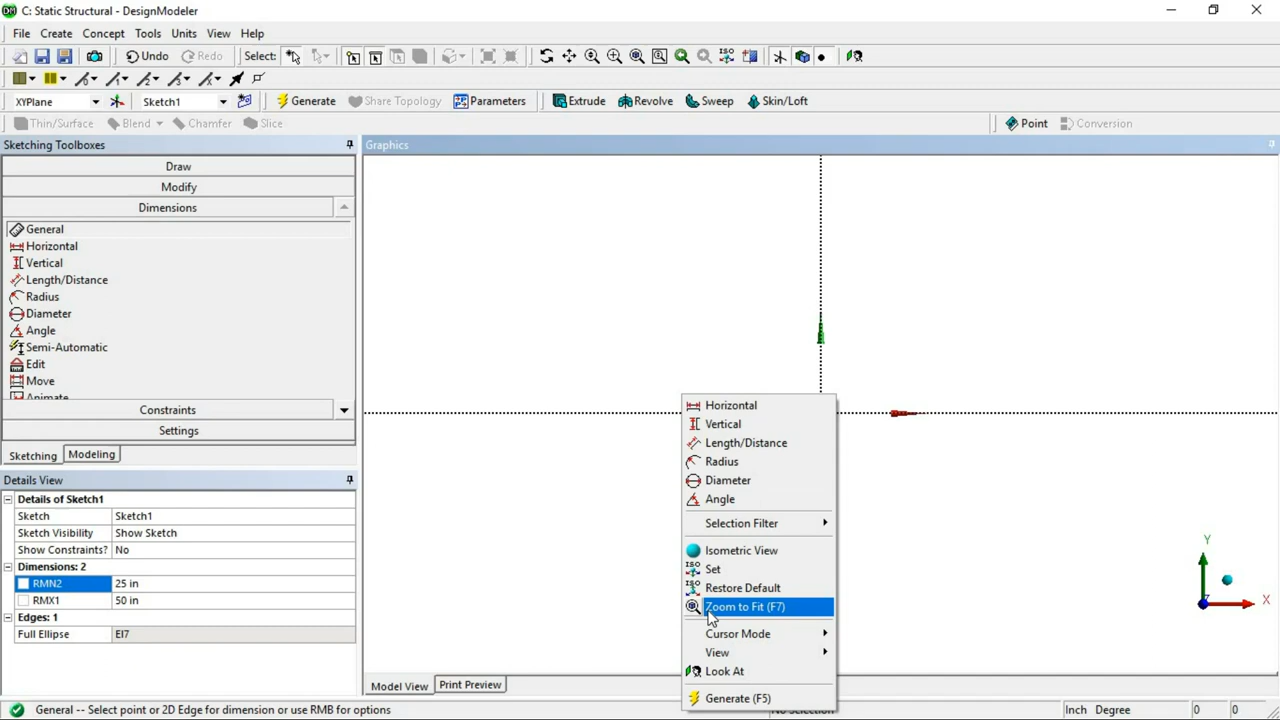 C: Static Structural - DesignModeler
File Create Concept Tools Units View Help
Undo Redo Select:
XYPlane Sketch1 Generate Share Topology Parameters Extrude Revolve Sweep Skin/Loft
Thin/Surface Blend Chamfer Slice Point Conversion
Sketching Toolboxes
Draw
Modify
Dimensions
General
Horizontal
Vertical
Length/Distance
Radius
Diameter
Angle
Semi-Automatic
Edit
Move
Animate
Constraints
Settings
Sketching Modeling
Details View
Details of Sketch1
Sketch Sketch1
Sketch Visibility Show Sketch
Show Constraints? No
Dimensions: 2
RMN2 25 in
RMX1 50 in
Edges: 1
Full Ellipse El7
Graphics
Horizontal
Vertical
Length/Distance
Radius
Diameter
Angle
Selection Filter
ISO Isometric View
ISO Set
ISO Restore Default
Zoom to Fit (F7)
Cursor Mode
View
Look At
Generate (F5)
Y
X
Model View Print Preview
General -- Select point or 2D Edge for dimension or use RMB for options No Selection Inch Degree 0 0